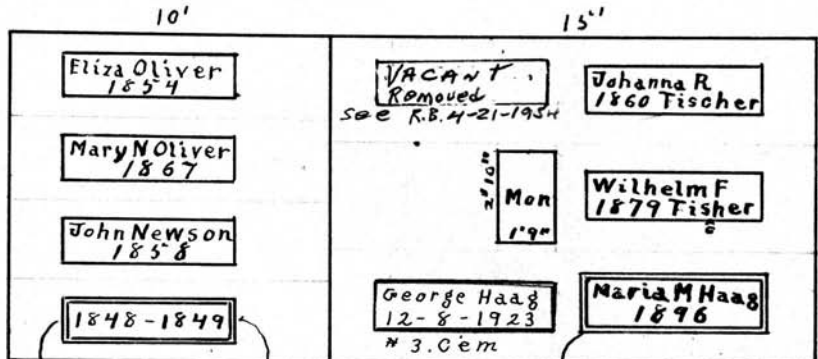 10' 15'
Eliza Oliver
1854
Mary N Oliver
1867
John Newson
1858
1848-1849
VACANT
Removed
see R.B. 4-21-1954
Johanna R
1860 Fischer
2' 10"
Mon
1'9"
Wilhelm F
1879 Fisher
c
George Haag
12-8-1923
# 3. Cem
Maria M Haag
1896